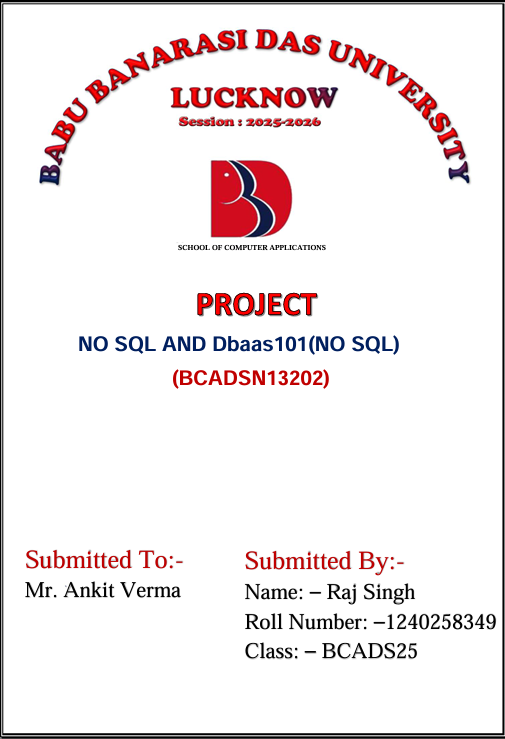 BABU BANARASI DAS UNIVERSITY
LUCKNOW
Session : 2025-2026
BD
SCHOOL OF COMPUTER APPLICATIONS
PROJECT
NO SQL AND Dbaas101(NO SQL)
(BCADSN13202)
Submitted To:-
Mr. Ankit Verma
Submitted By:-
Name: – Raj Singh
Roll Number: –1240258349
Class: – BCADS25